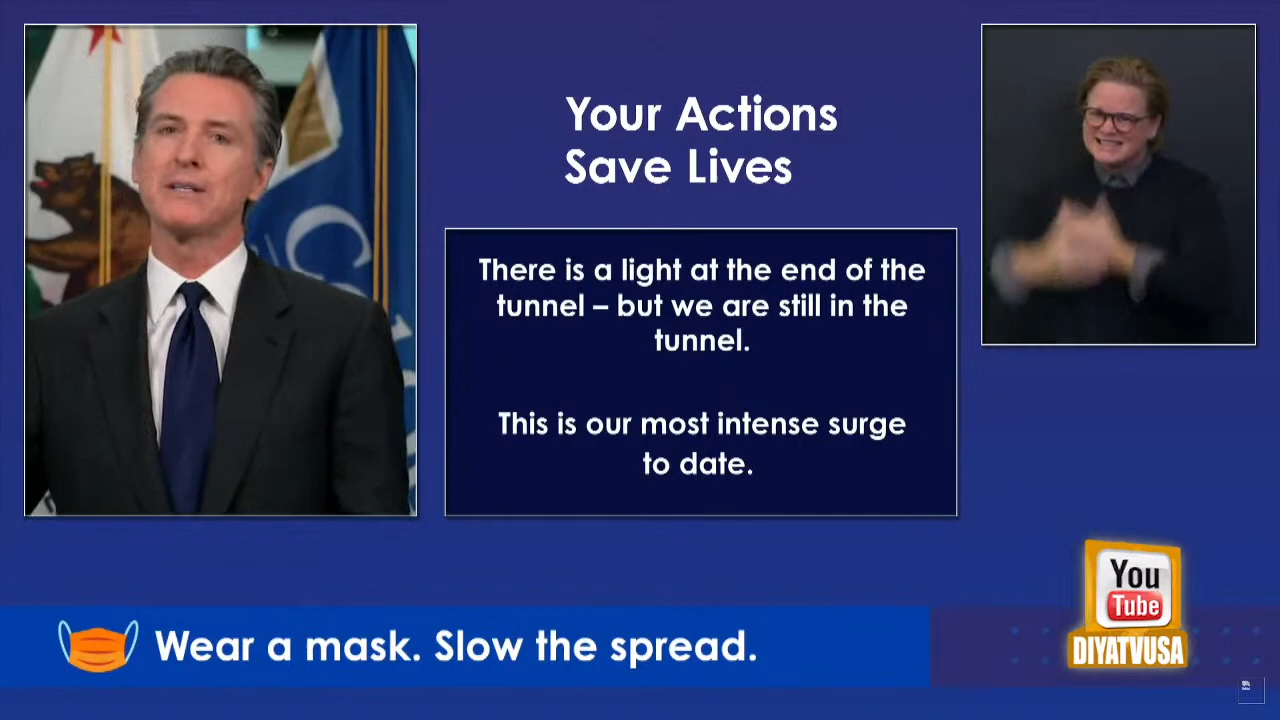 Your Actions
Save Lives
There is a light at the end of the
tunnel – but we are still in the
tunnel.
This is our most intense surge
to date.
Wear a mask. Slow the spread.
You
Tube
DIYATVUSA